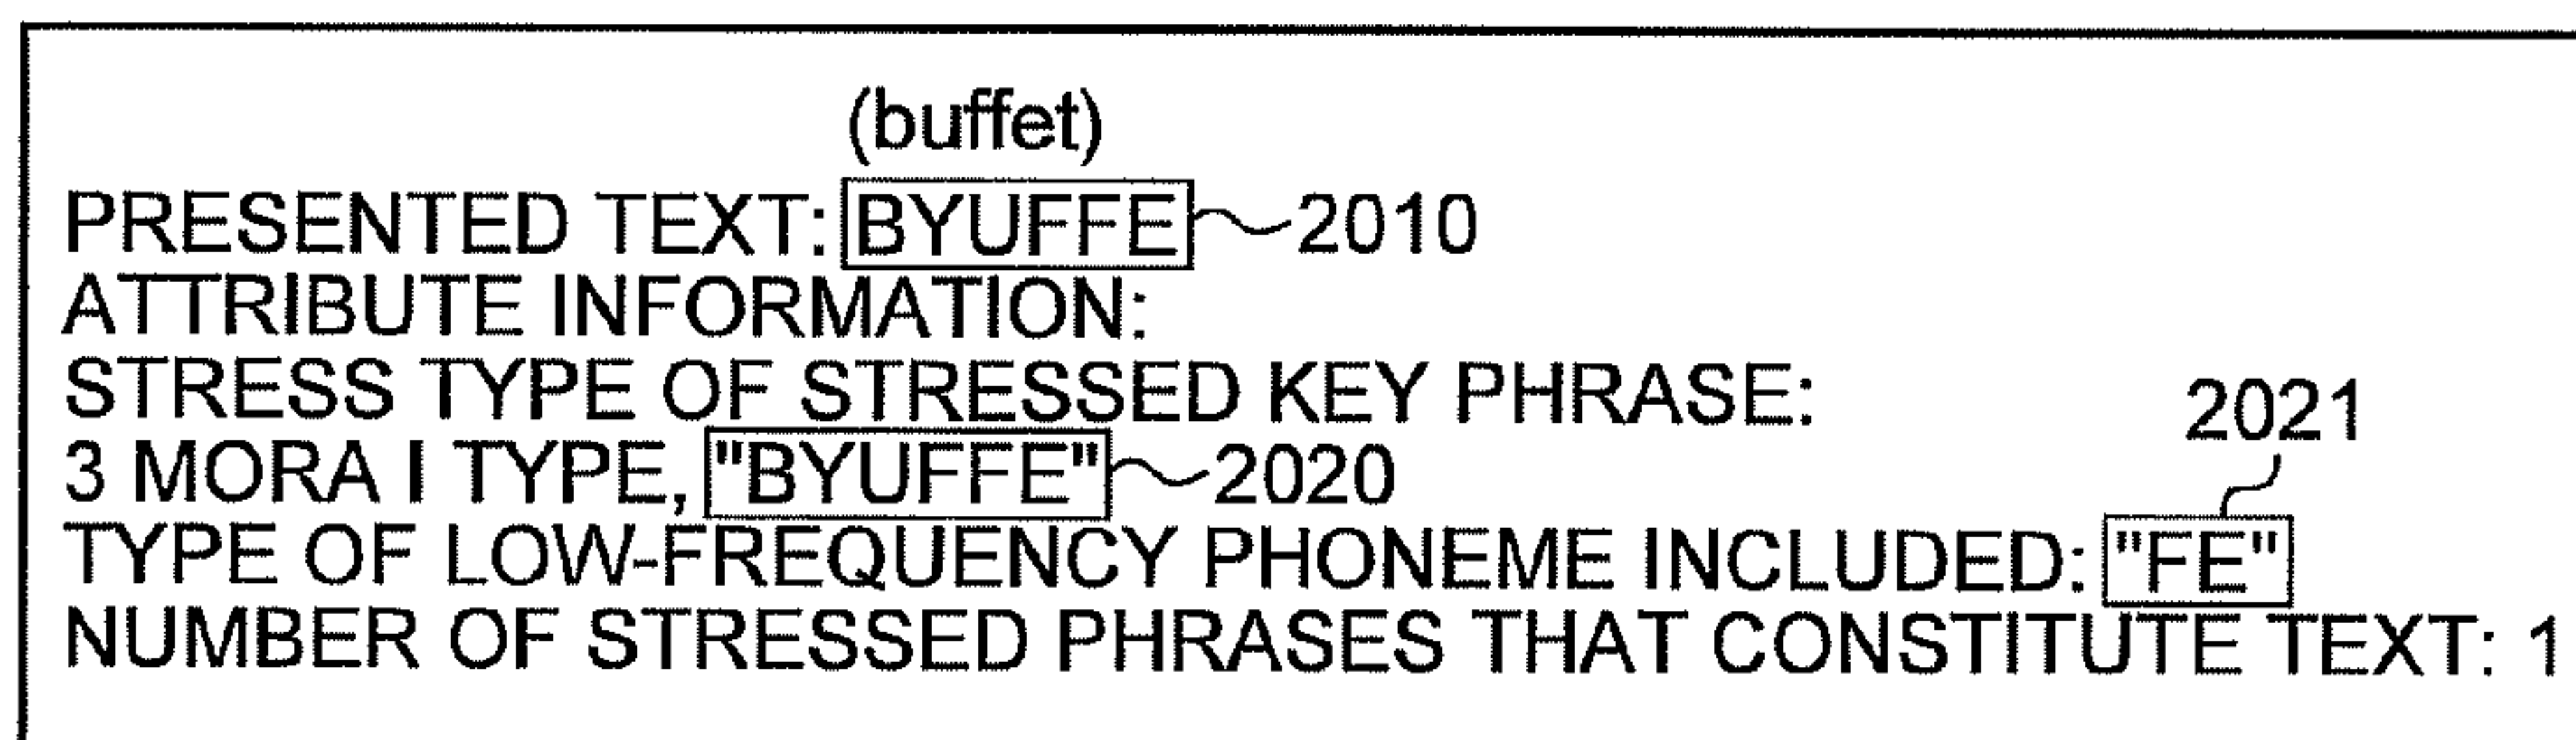 (buffet)
PRESENTED TEXT: BYUFFE 2010
ATTRIBUTE INFORMATION:
STRESS TYPE OF STRESSED KEY PHRASE:
2021
3 MORA I TYPE, "BYUFFE" 2020
TYPE OF LOW-FREQUENCY PHONEME INCLUDED: "FE"
NUMBER OF STRESSED PHRASES THAT CONSTITUTE TEXT: 1